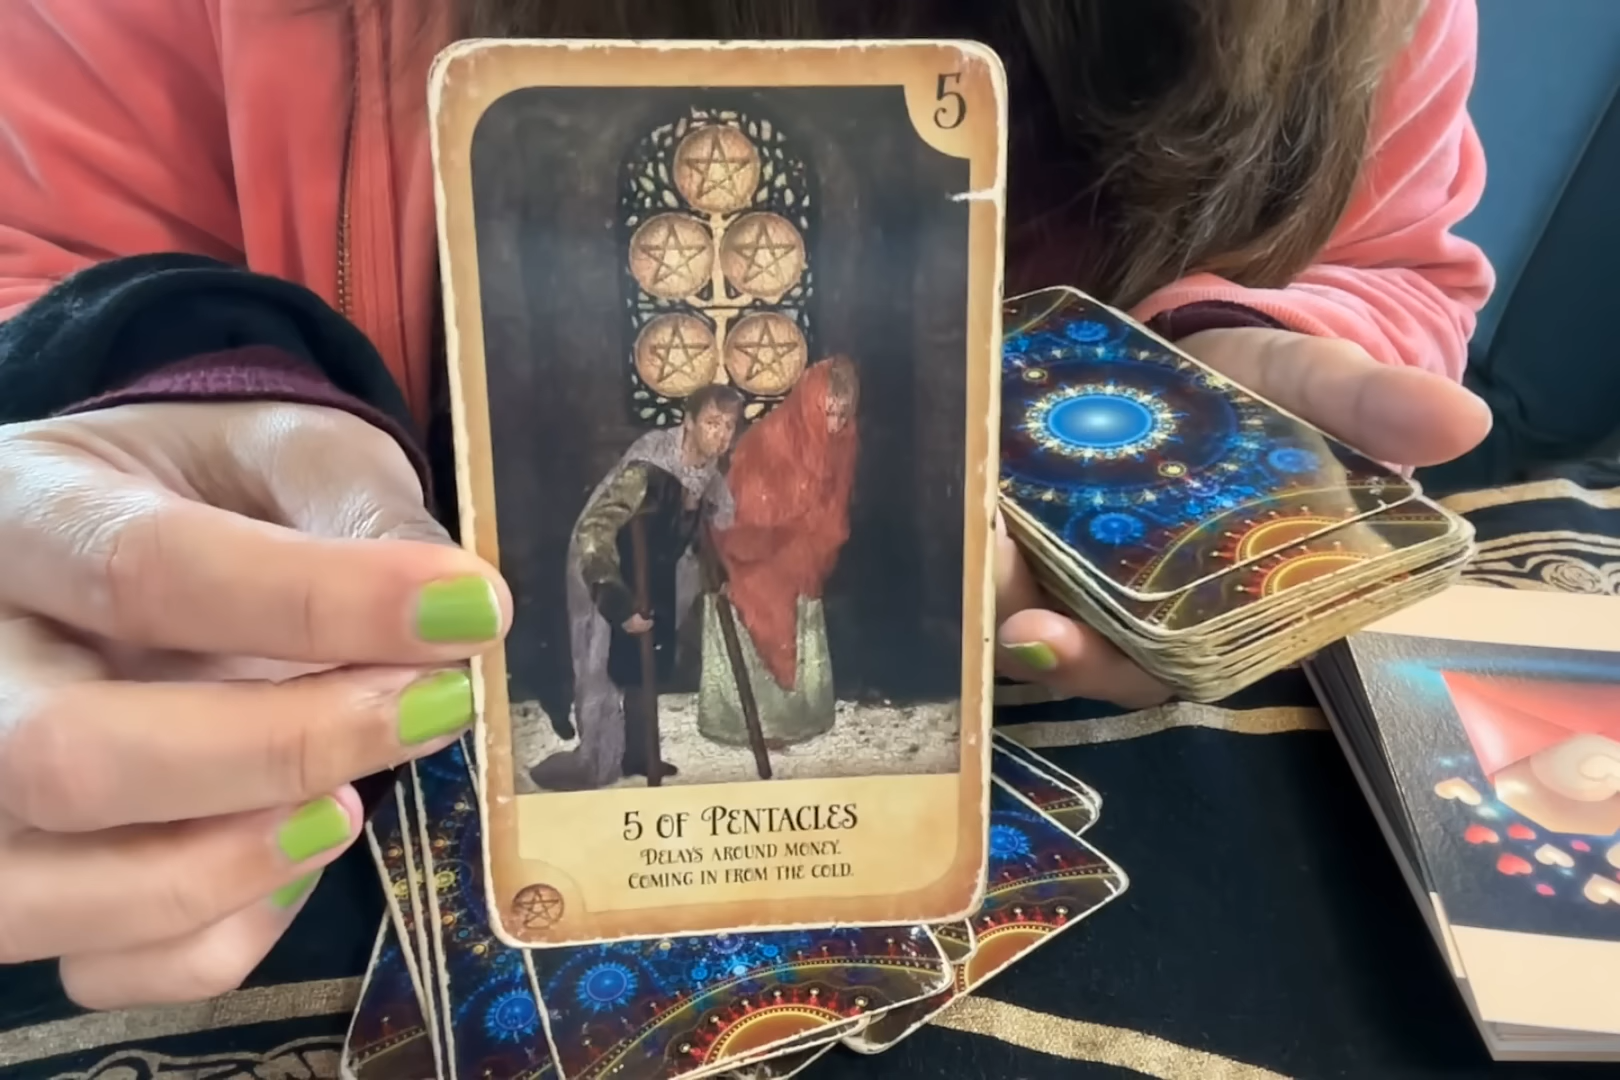 5
5 OF PENTACLES
DELAYS AROUND MONEY.
COMING IN FROM THE COLD.